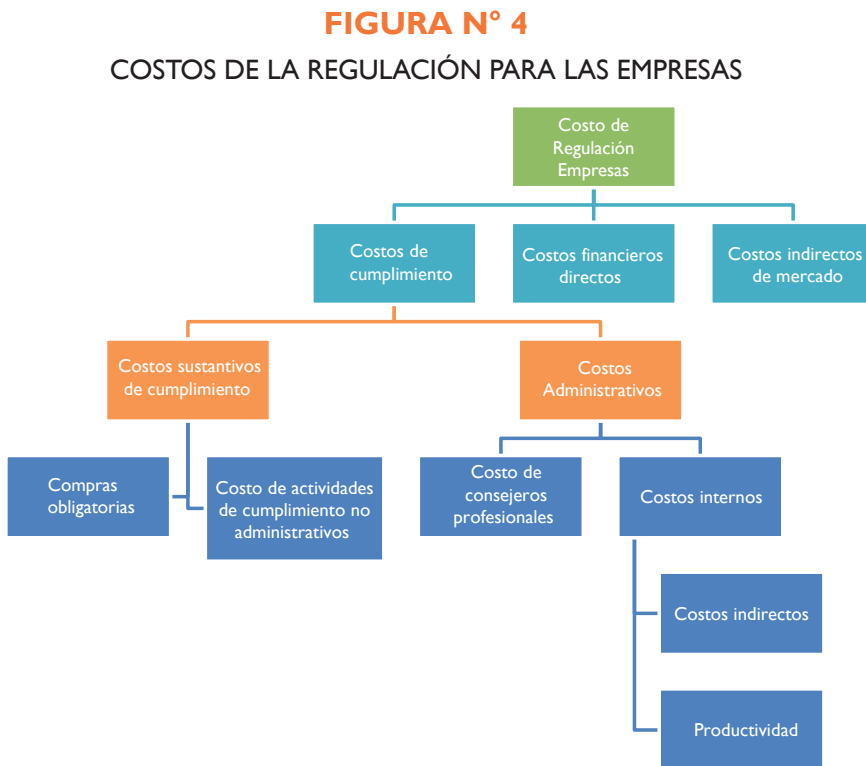 FIGURA N° 4
COSTOS DE LA REGULACIÓN PARA LAS EMPRESAS
Costo de
Regulación
Empresas
Costos de
cumplimiento
Costos financieros
directos
Costos indirectos
de mercado
Costos sustantivos
de cumplimiento
Costos
Administrativos
Compras
obligatorias
Costo de actividades
de cumplimiento no
administrativos
Costo de
consejeros
profesionales
Costos internos
Costos indirectos
Productividad